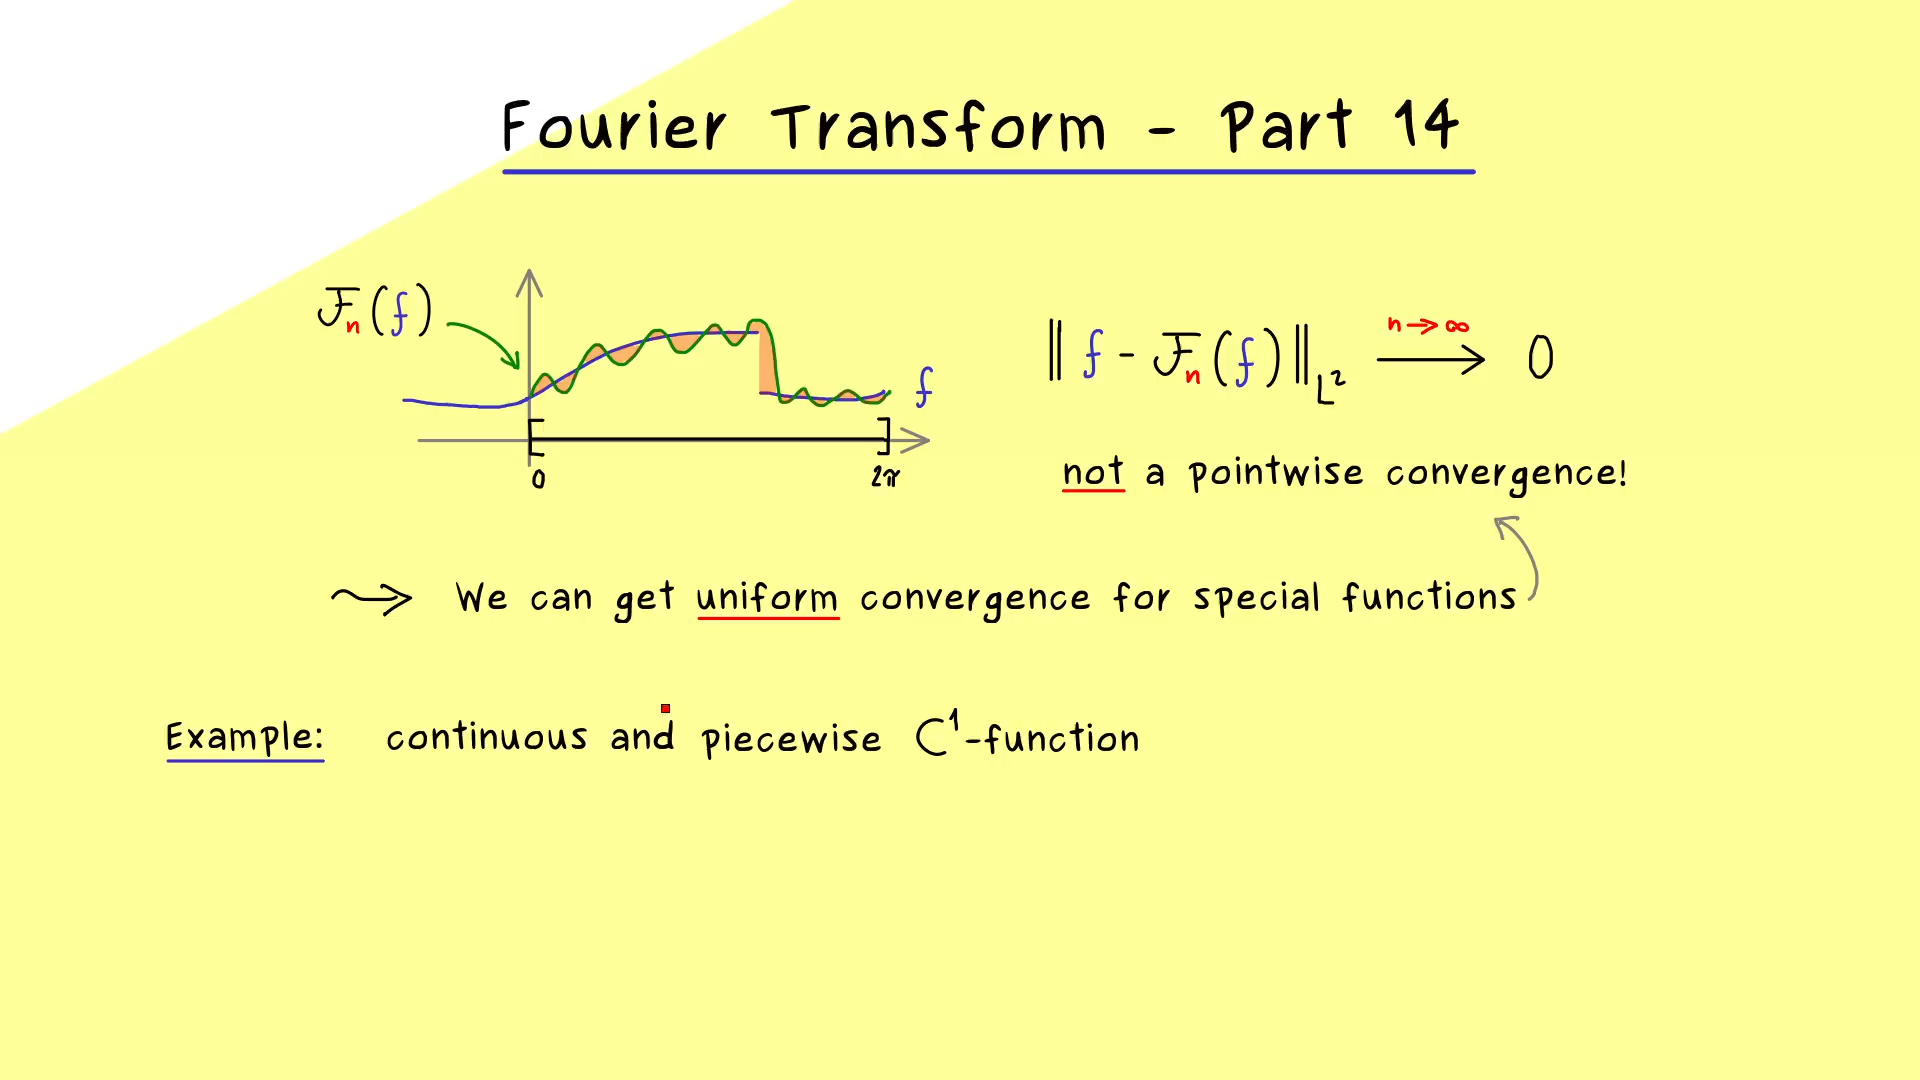 Fourier Transform - Part 14
ℱn(f)
f
0 2π
‖ f - ℱn(f) ‖L² n→∞ ⟶ 0
not a pointwise convergence!
We can get uniform convergence for special functions
Example: continuous and piecewise C¹-function